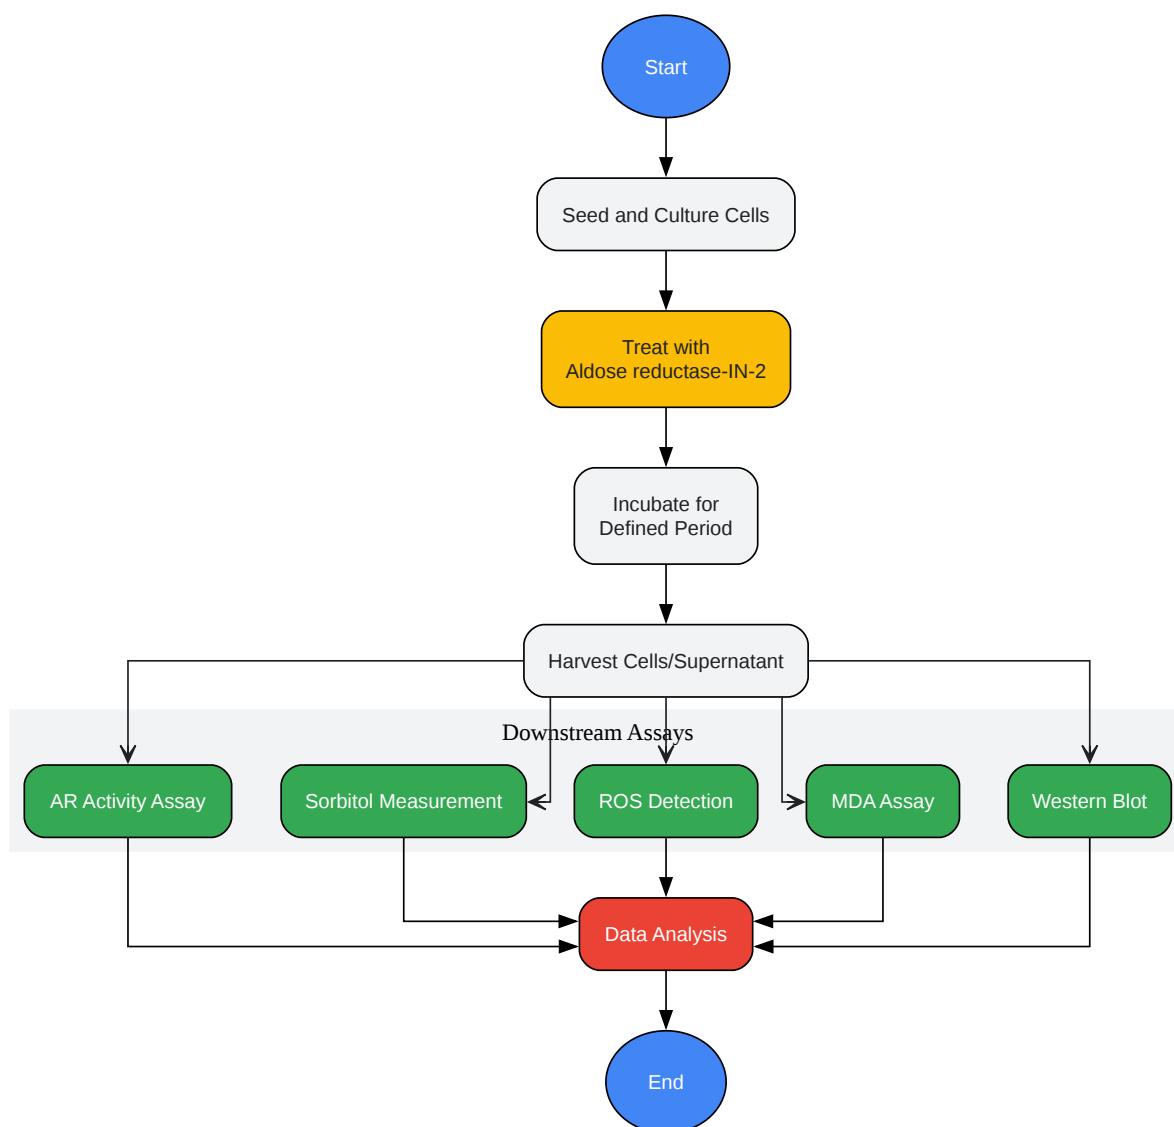 Start
Seed and Culture Cells
Treat with
Aldose reductase-IN-2
Incubate for
Defined Period
Harvest Cells/Supernatant
Downstream Assays
AR Activity Assay
Sorbitol Measurement
ROS Detection
MDA Assay
Western Blot
Data Analysis
End